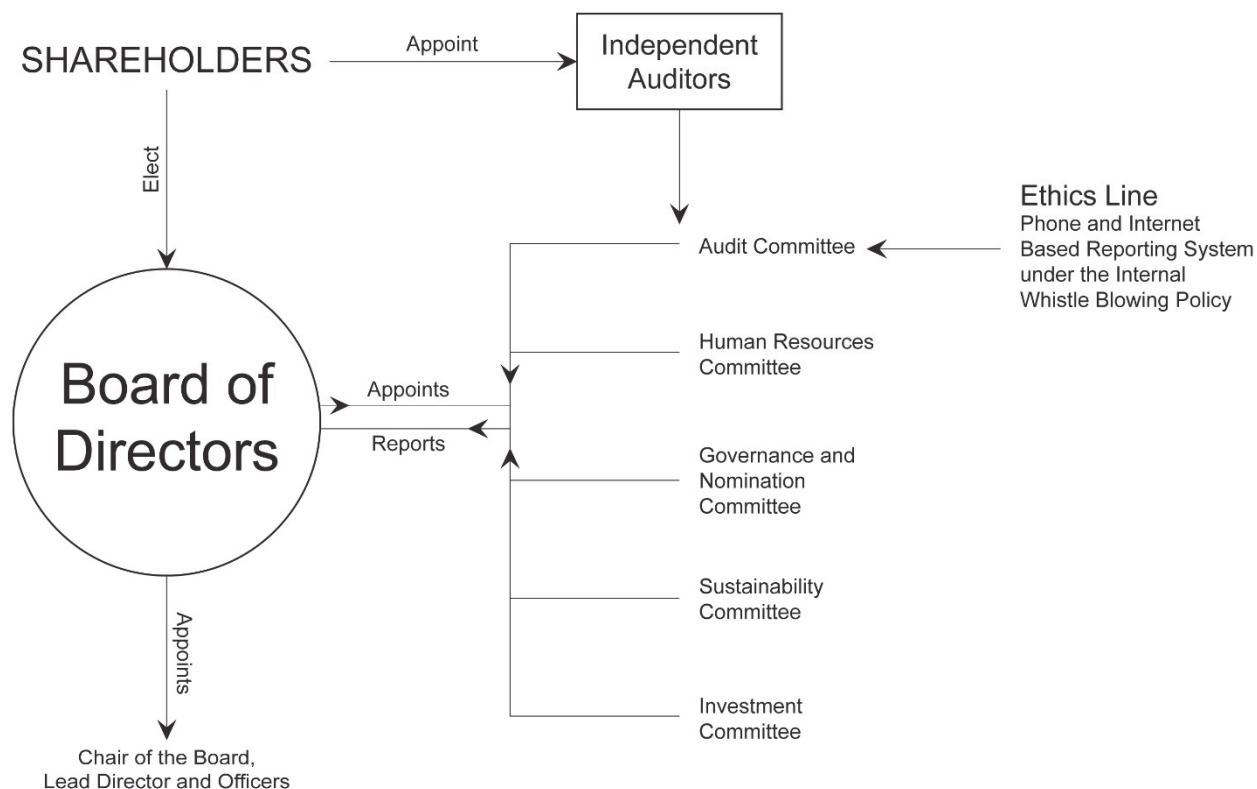 SHAREHOLDERS
Appoint
Independent
Auditors
Elect
Ethics Line
Phone and Internet
Based Reporting System
under the Internal
Whistle Blowing Policy
Audit Committee
Human Resources
Committee
Board of
Directors
Appoints
Reports
Governance and
Nomination
Committee
Sustainability
Committee
Appoints
Investment
Committee
Chair of the Board,
Lead Director and Officers